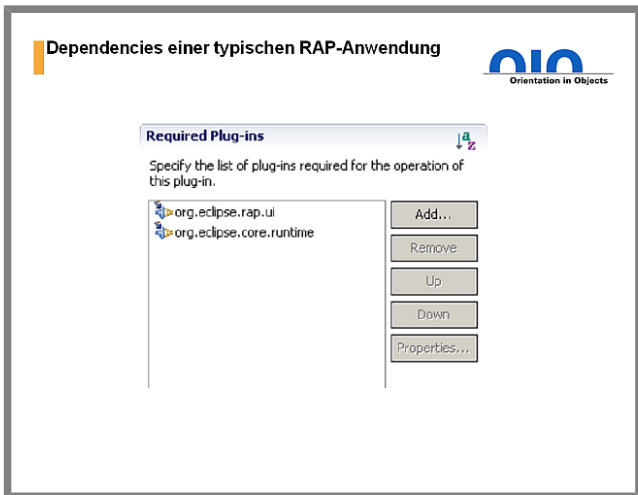 Dependencies einer typischen RAP-Anwendung
OIO
Orientation in Objects
Required Plug-ins
a
z
Specify the list of plug-ins required for the operation of
this plug-in.
org.eclipse.rap.ui
org.eclipse.core.runtime
Add...
Remove
Up
Down
Properties...